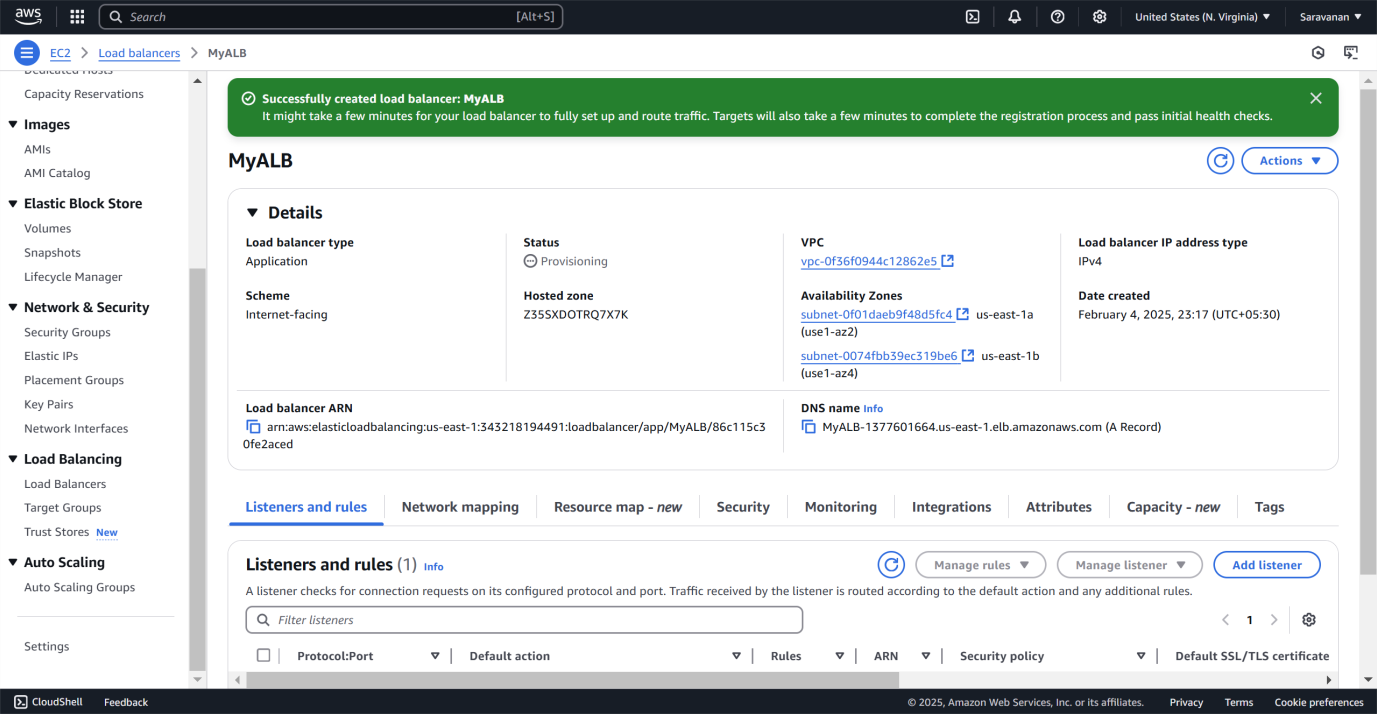 aws
Search [Alt+S]
United States (N. Virginia)
Saravanan
EC2
Load balancers
MyALB
Dedicated Hosts
Capacity Reservations
Images
AMIs
AMI Catalog
Elastic Block Store
Volumes
Snapshots
Lifecycle Manager
Network & Security
Security Groups
Elastic IPs
Placement Groups
Key Pairs
Network Interfaces
Load Balancing
Load Balancers
Target Groups
Trust Stores New
Auto Scaling
Auto Scaling Groups
Settings
Successfully created load balancer: MyALB
It might take a few minutes for your load balancer to fully set up and route traffic. Targets will also take a few minutes to complete the registration process and pass initial health checks.
MyALB
Actions
Details
Load balancer type
Application
Status
Provisioning
VPC
vpc-0f36f0944c12862e5
Load balancer IP address type
IPv4
Scheme
Internet-facing
Hosted zone
Z35SXDOTRQ7X7K
Availability Zones
subnet-0f01daeb9f48d5fc4 us-east-1a
(use1-az2)
subnet-0074fbb39ec319be6 us-east-1b
(use1-az4)
Date created
February 4, 2025, 23:17 (UTC+05:30)
Load balancer ARN
arn:aws:elasticloadbalancing:us-east-1:343218194491:loadbalancer/app/MyALB/86c115c3
0fe2aced
DNS name Info
MyALB-1377601664.us-east-1.elb.amazonaws.com (A Record)
Listeners and rules
Network mapping
Resource map - new
Security
Monitoring
Integrations
Attributes
Capacity - new
Tags
Listeners and rules (1) Info
Manage rules
Manage listener
Add listener
A listener checks for connection requests on its configured protocol and port. Traffic received by the listener is routed according to the default action and any additional rules.
Filter listeners
1
Protocol:Port
Default action
Rules
ARN
Security policy
Default SSL/TLS certificate
CloudShell
Feedback
© 2025, Amazon Web Services, Inc. or its affiliates.
Privacy
Terms
Cookie preferences